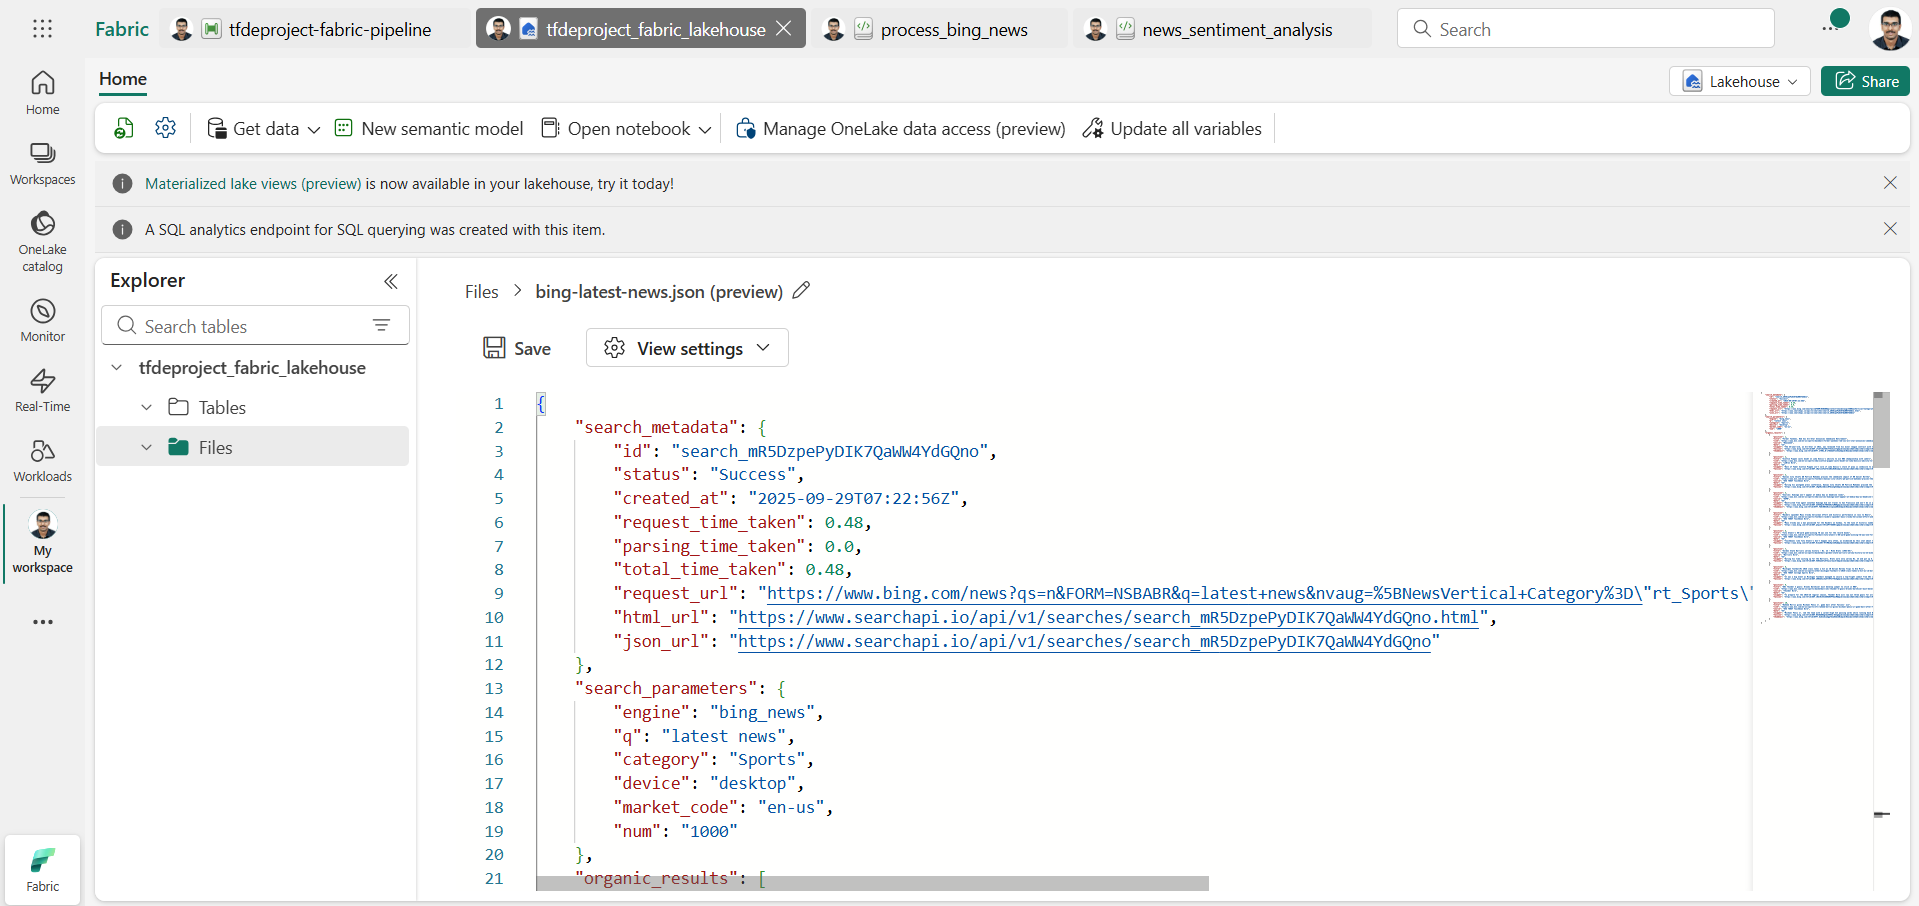 Fabric
tfdeproject-fabric-pipeline
tfdeproject_fabric_lakehouse
process_bing_news
news_sentiment_analysis
Search
Home
Lakehouse
Share
Get data
New semantic model
Open notebook
Manage OneLake data access (preview)
Update all variables
Materialized lake views (preview) is now available in your lakehouse, try it today!
A SQL analytics endpoint for SQL querying was created with this item.
Home
Workspaces
OneLake
catalog
Monitor
Real-Time
Workloads
My
workspace
Fabric
Explorer
Search tables
tfdeproject_fabric_lakehouse
Tables
Files
Files > bing-latest-news.json (preview)
Save
View settings
1 {
2 "search_metadata": {
3 "id": "search_mR5DzpePyDIK7QaWW4YdGQno",
4 "status": "Success",
5 "created_at": "2025-09-29T07:22:56Z",
6 "request_time_taken": 0.48,
7 "parsing_time_taken": 0.0,
8 "total_time_taken": 0.48,
9 "request_url": "https://www.bing.com/news?qs=n&FORM=NSBABR&q=latest+news&nvaug=%5BNewsVertical+Category%3D\"rt_Sports\"
10 "html_url": "https://www.searchapi.io/api/v1/searches/search_mR5DzpePyDIK7QaWW4YdGQno.html",
11 "json_url": "https://www.searchapi.io/api/v1/searches/search_mR5DzpePyDIK7QaWW4YdGQno"
12 },
13 "search_parameters": {
14 "engine": "bing_news",
15 "q": "latest news",
16 "category": "Sports",
17 "device": "desktop",
18 "market_code": "en-us",
19 "num": "1000"
20 },
21 "organic_results": [